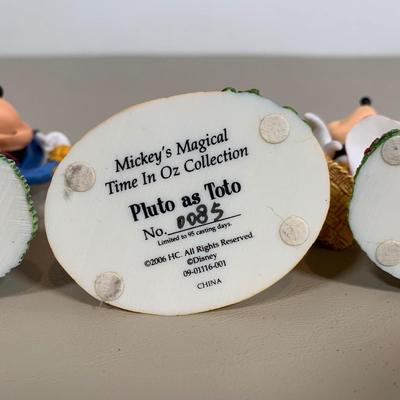 Mickey's Magical
Time In Oz Collection
Pluto as Toto
No. 0085
Limited to 95 casting days.
©2006 HC. All Rights Reserved.
©Disney
09-01116-001
CHINA